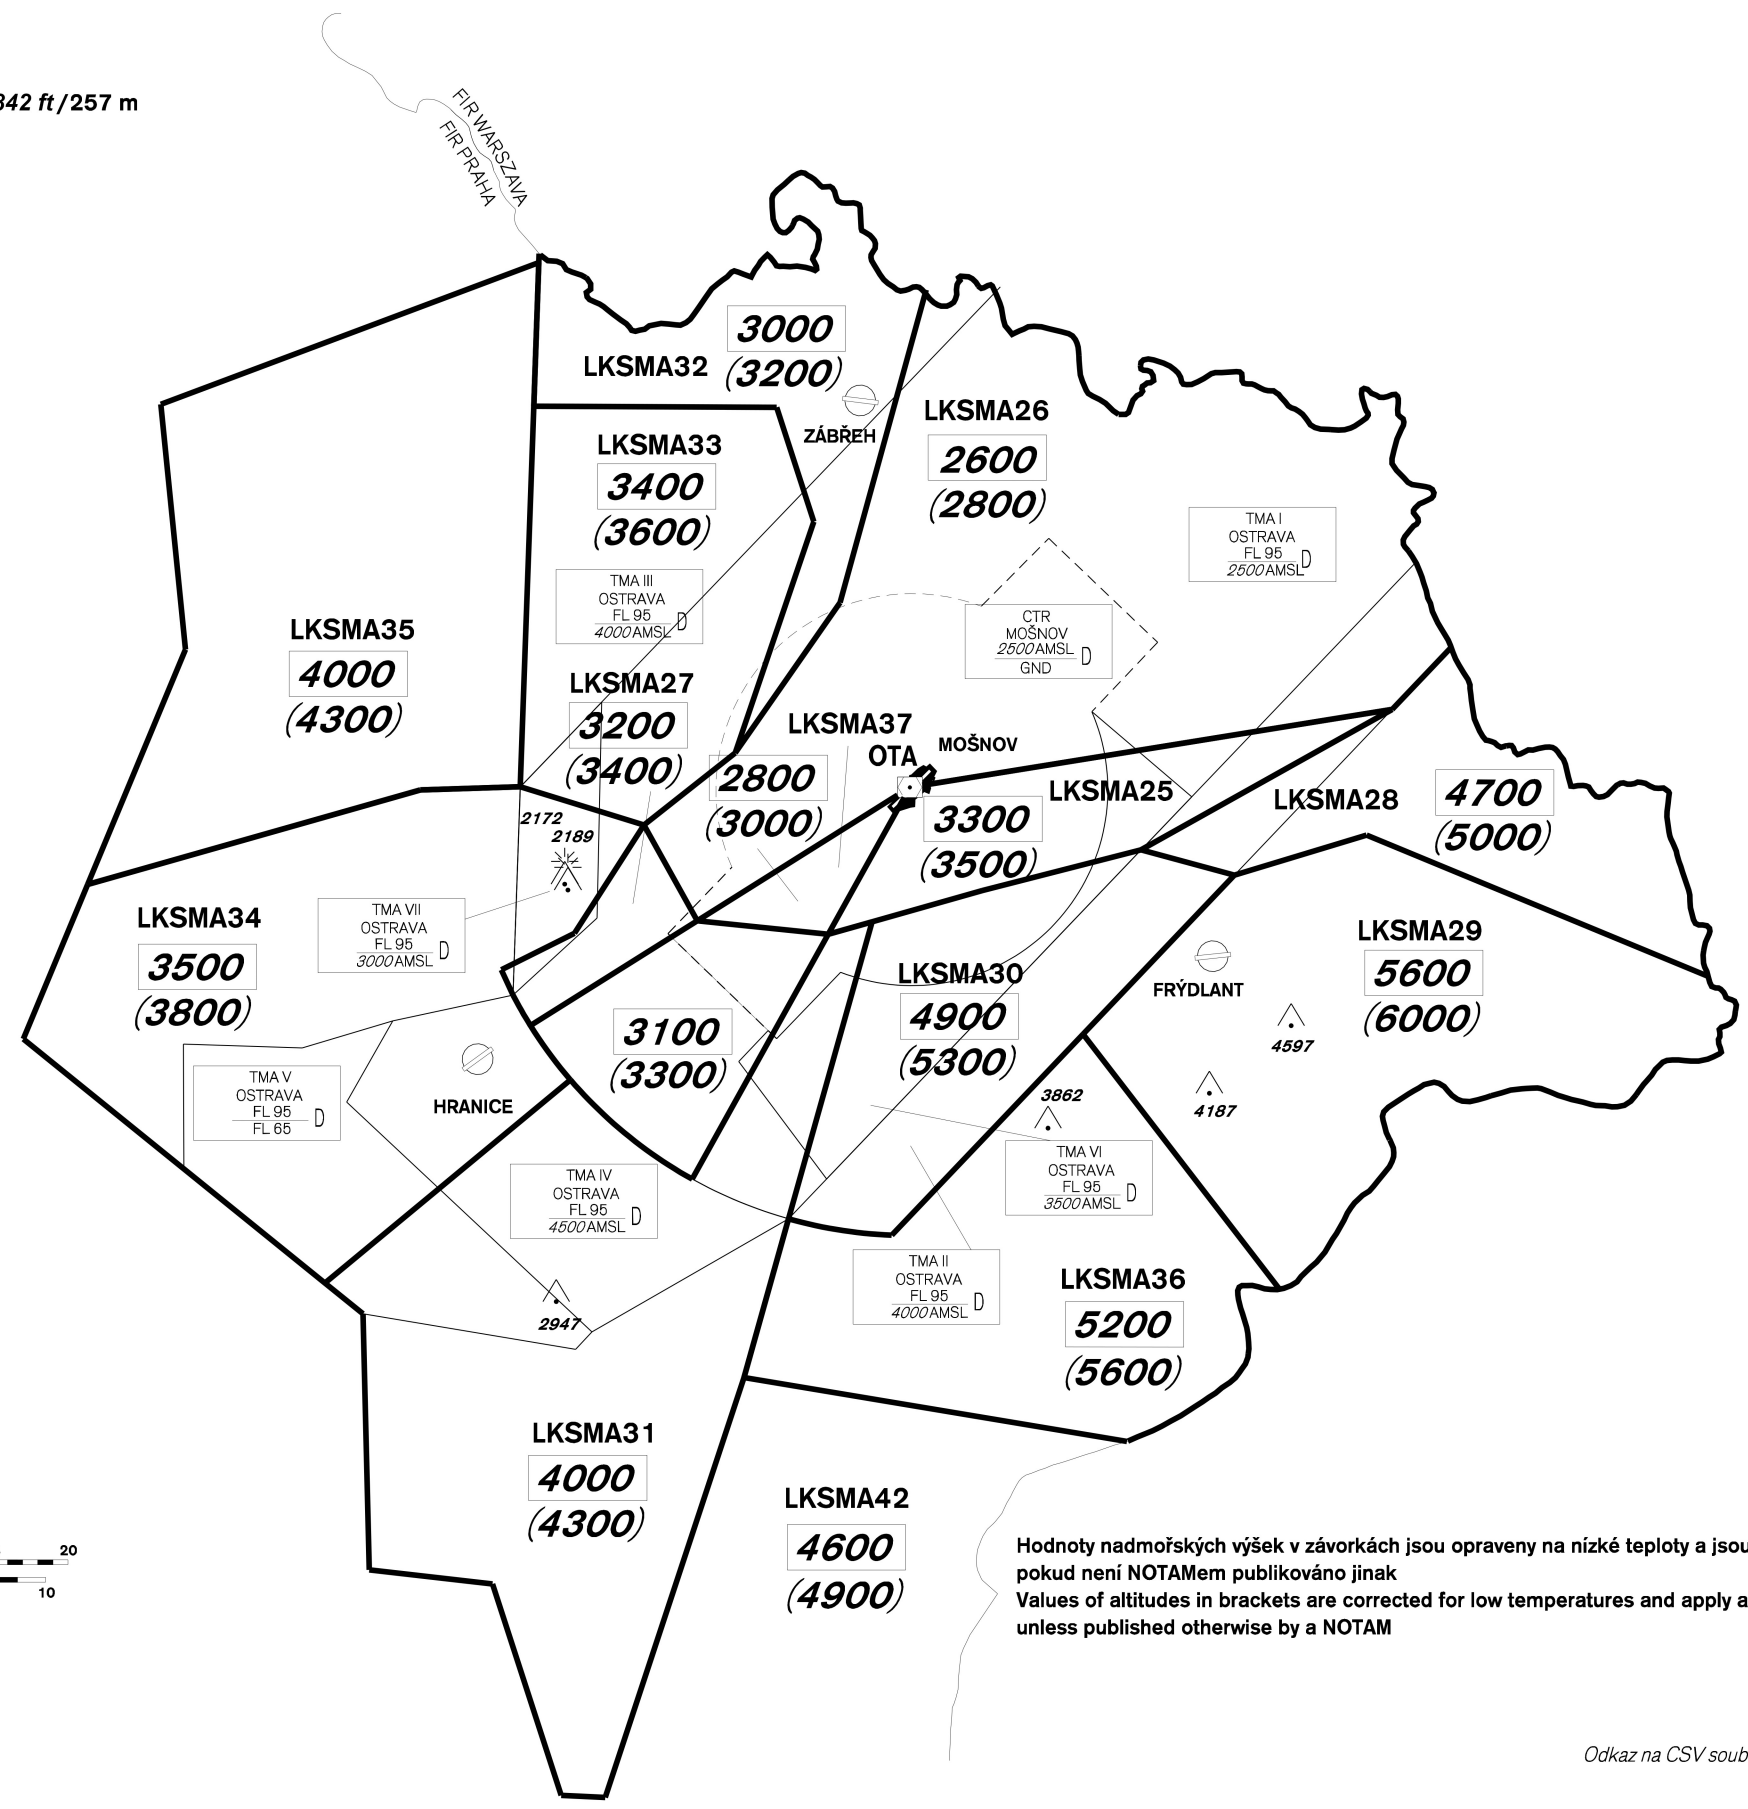 842 ft/257 m
FIR WARSZAVA
FIR PRAHA
3000
(3200)
LKSMA32
ZÁBŘEH
LKSMA26
2600
(2800)
LKSMA33
3400
(3600)
TMA I
OSTRAVA
FL 95
2500 AMSL
D
TMA III
OSTRAVA
FL 95
4000 AMSL
D
CTR
MOŠNOV
2500 AMSL
GND
D
LKSMA35
4000
(4300)
LKSMA27
3200
(3400)
LKSMA37
2800
(3000)
OTA
MOŠNOV
LKSMA25
3300
(3500)
LKSMA28
4700
(5000)
2172
2189
LKSMA34
3500
(3800)
TMA VII
OSTRAVA
FL 95
3000 AMSL
D
LKSMA29
5600
(6000)
LKSMA30
4900
(5300)
FRÝDLANT
4597
4187
3862
3100
(3300)
HRANICE
TMA V
OSTRAVA
FL 95
FL 65
D
TMA IV
OSTRAVA
FL 95
4500 AMSL
D
TMA VI
OSTRAVA
FL 95
3500 AMSL
D
TMA II
OSTRAVA
FL 95
4000 AMSL
D
2947
LKSMA36
5200
(5600)
LKSMA31
4000
(4300)
LKSMA42
4600
(4900)
20
10
Hodnoty nadmořských výšek v závorkách jsou opraveny na nízké teploty a jsou
pokud není NOTAMem publikováno jinak
Values of altitudes in brackets are corrected for low temperatures and apply a
unless published otherwise by a NOTAM
Odkaz na CSV soub